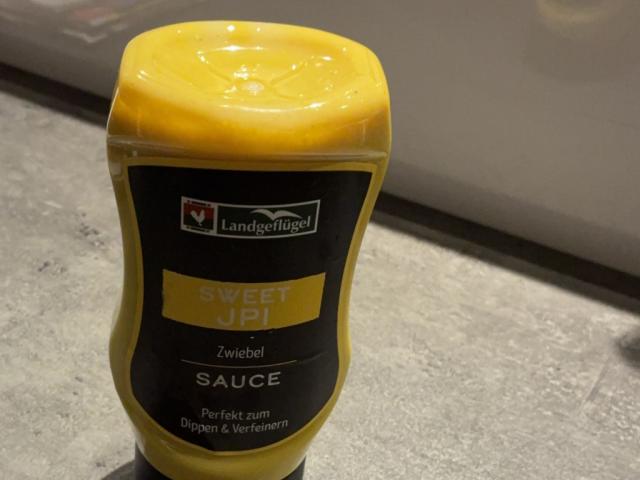 Landgeflügel
SWEET
JPI
Zwiebel
SAUCE
Perfekt zum
Dippen & Verfeinern